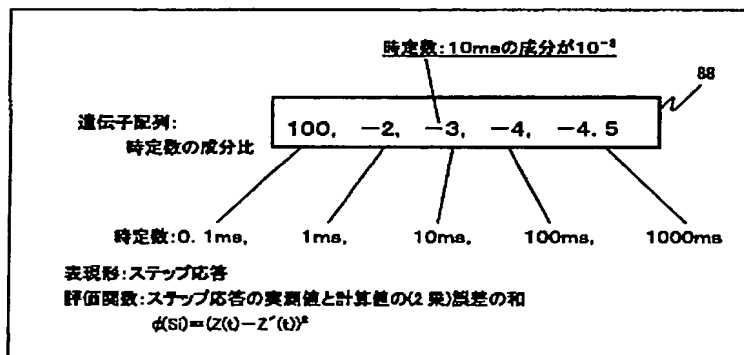 時定数:10msの成分が10⁻³
88
遺伝子配列:
時定数の成分比
100, −2, −3, −4, −4.5
時定数:0.1ms, 1ms, 10ms, 100ms, 1000ms
表現形:ステップ応答
評価関数:ステップ応答の実測値と計算値の(2乗)誤差の和
d(Si)=(Z(t)−Z´(t))²